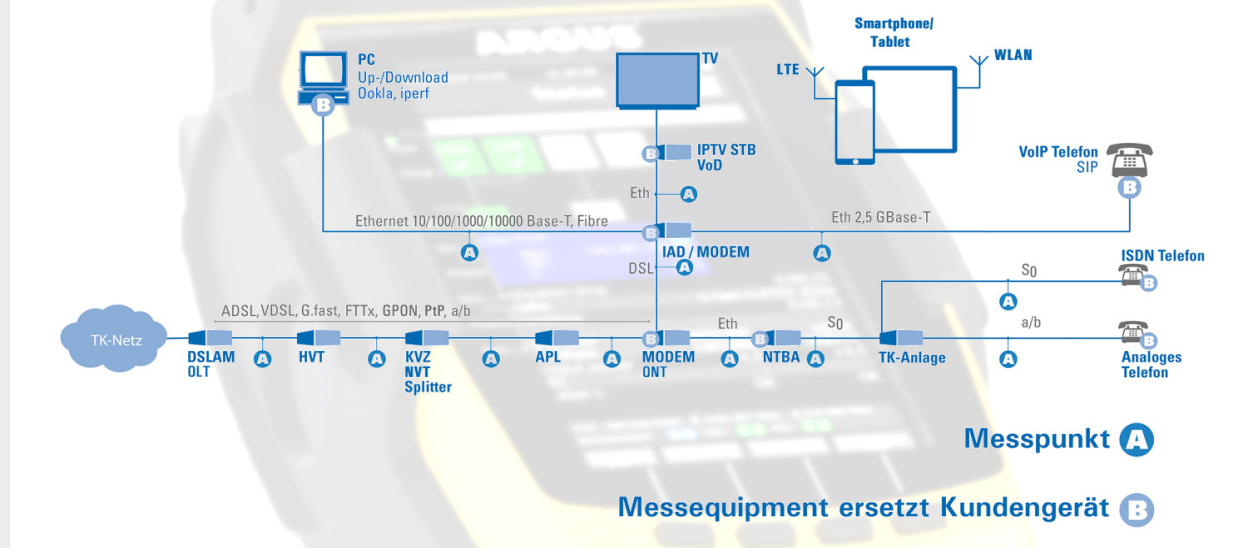 ARGUS
Smartphone/
Tablet
PC
Up-/Download
Ookla, iperf
B
TV
LTE
WLAN
B
IPTV STB
VoD
VoIP Telefon
SIP
B
Eth
A
Ethernet 10/100/1000/10000 Base-T, Fibre
Eth 2,5 GBase-T
B
A
IAD / MODEM
A
ISDN Telefon
DSL
A
S0
B
A
ADSL, VDSL, G.fast, FTTx, GPON, PtP, a/b
Eth
S0
a/b
TK-Netz
B
B
B
DSLAM
OLT
A
HVT
A
KVZ
NVT
Splitter
A
APL
A
MODEM
ONT
A
NTBA
A
TK-Anlage
A
Analoges
Telefon
Messpunkt A
Messequipment ersetzt Kundengerät B